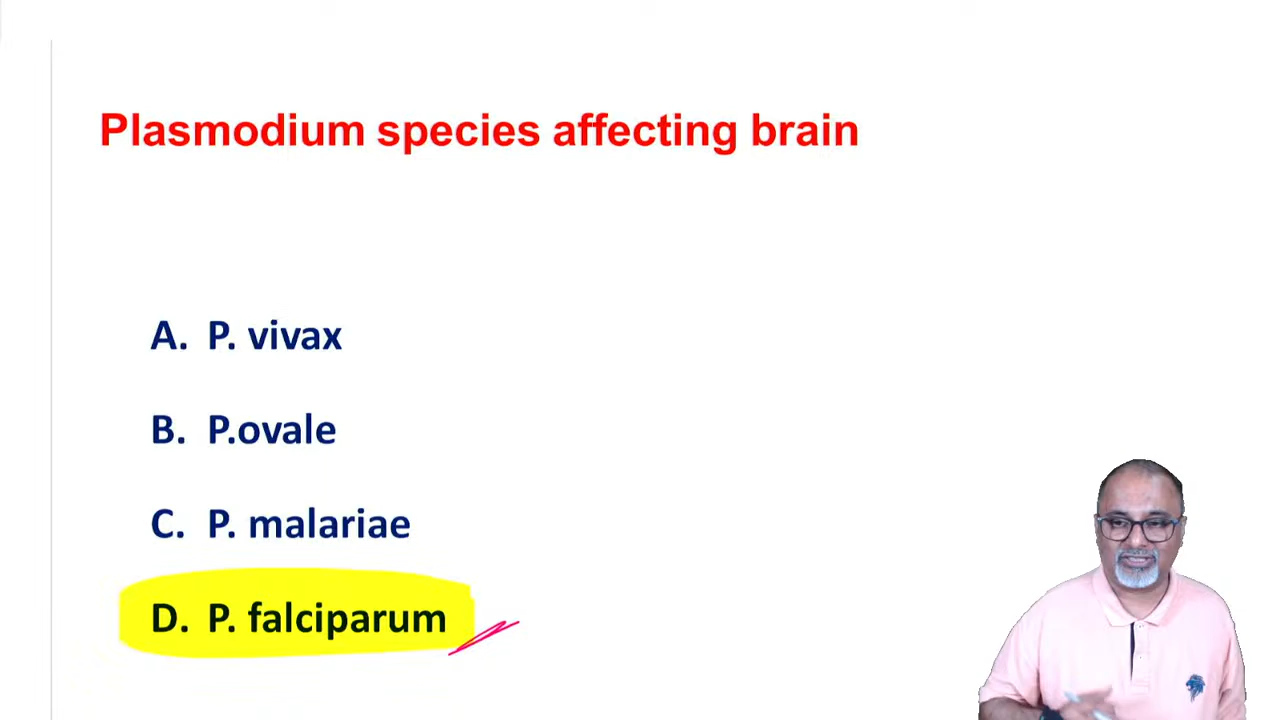 Plasmodium species affecting brain
A. P. vivax
B. P.ovale
C. P. malariae
D. P. falciparum